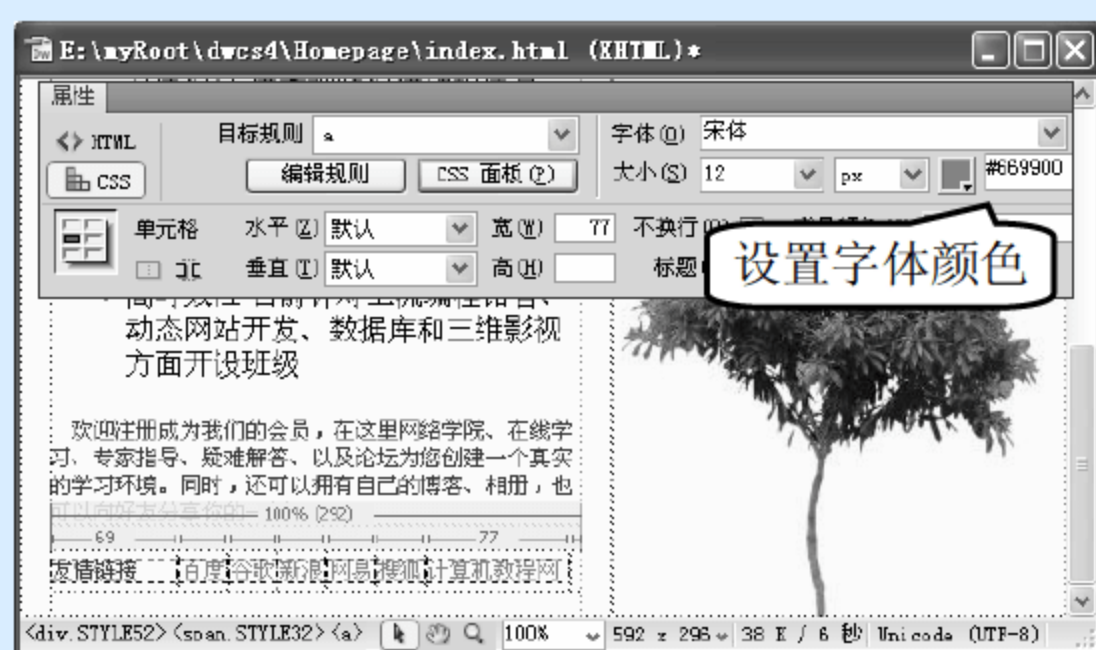 E:\myRoot\dwcs4\Homepage\index.html (XHTML)*
属性
<> HTML 目标规则 a 字体(O) 宋体
CSS 编辑规则 CSS 面板(P) 大小(S) 12 px #669900
单元格 水平(Z) 默认 宽(W) 77 不换行
垂直(T) 默认 高(H) 标题
设置字体颜色
动态网站开发、数据库和三维影视
方面开设班级
欢迎注册成为我们的会员，在这里网络学院、在线学
习、专家指导、疑难解答、以及论坛为您创建一个真实
的学习环境。同时，还可以拥有自己的博客、相册，也
可以向好友分享你的 100% (292)
69 77
友情链接 百度 谷歌 新浪 网易 搜狐 计算机教程网
<div.STYLE52> <span.STYLE32> <a> 100% 592 x 296 38 K / 6 秒 Unicode (UTF-8)